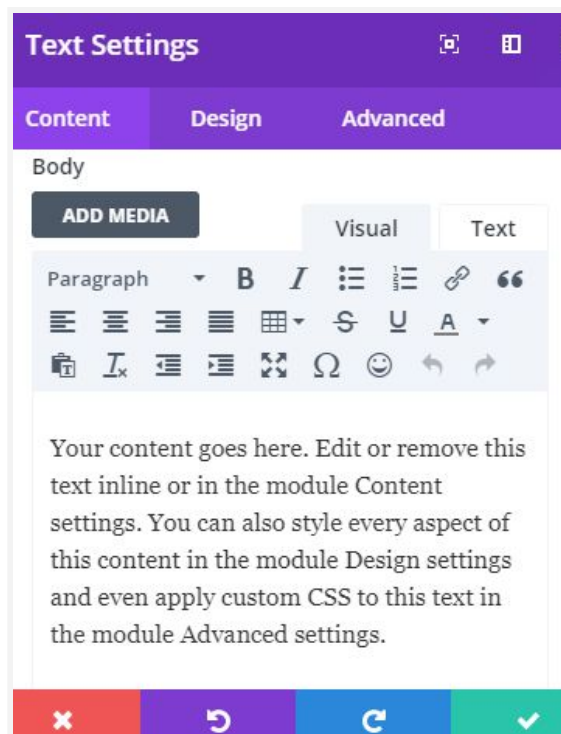 Text Settings
Content Design Advanced
Body
ADD MEDIA
Visual Text
Paragraph
Your content goes here. Edit or remove this
text inline or in the module Content
settings. You can also style every aspect of
this content in the module Design settings
and even apply custom CSS to this text in
the module Advanced settings.